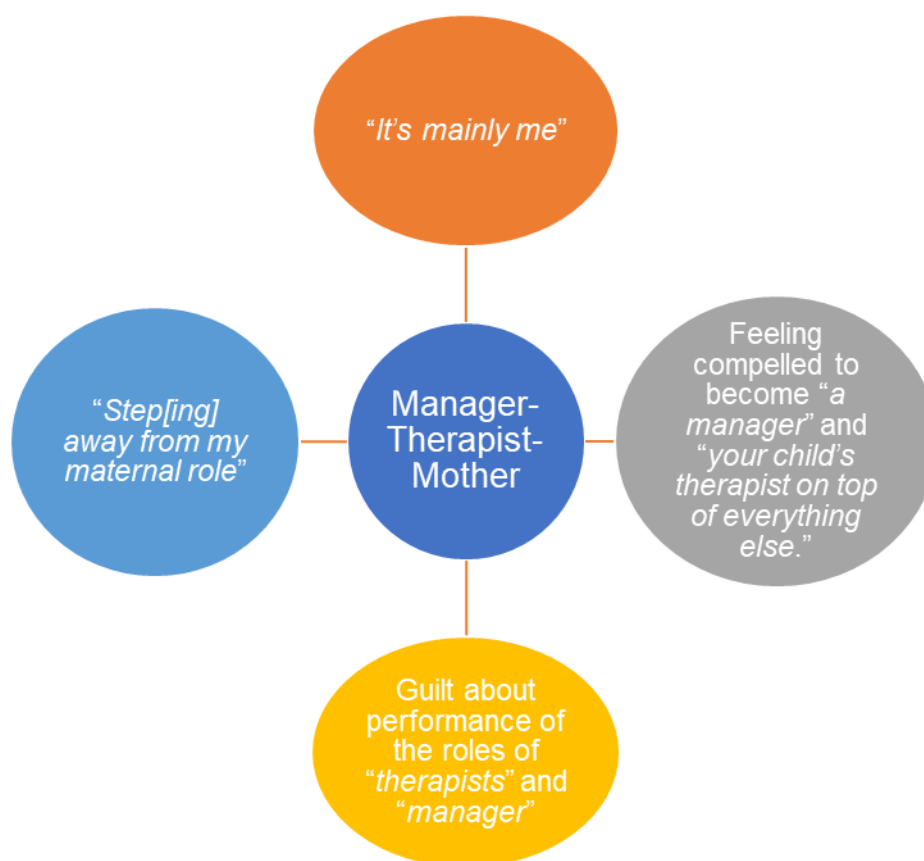 “It’s mainly me”
“Step[ing]
away from my
maternal role”
Manager-
Therapist-
Mother
Feeling
compelled to
become “a
manager” and
“your child’s
therapist on top
of everything
else.”
Guilt about
performance of
the roles of
“therapists” and
“manager”